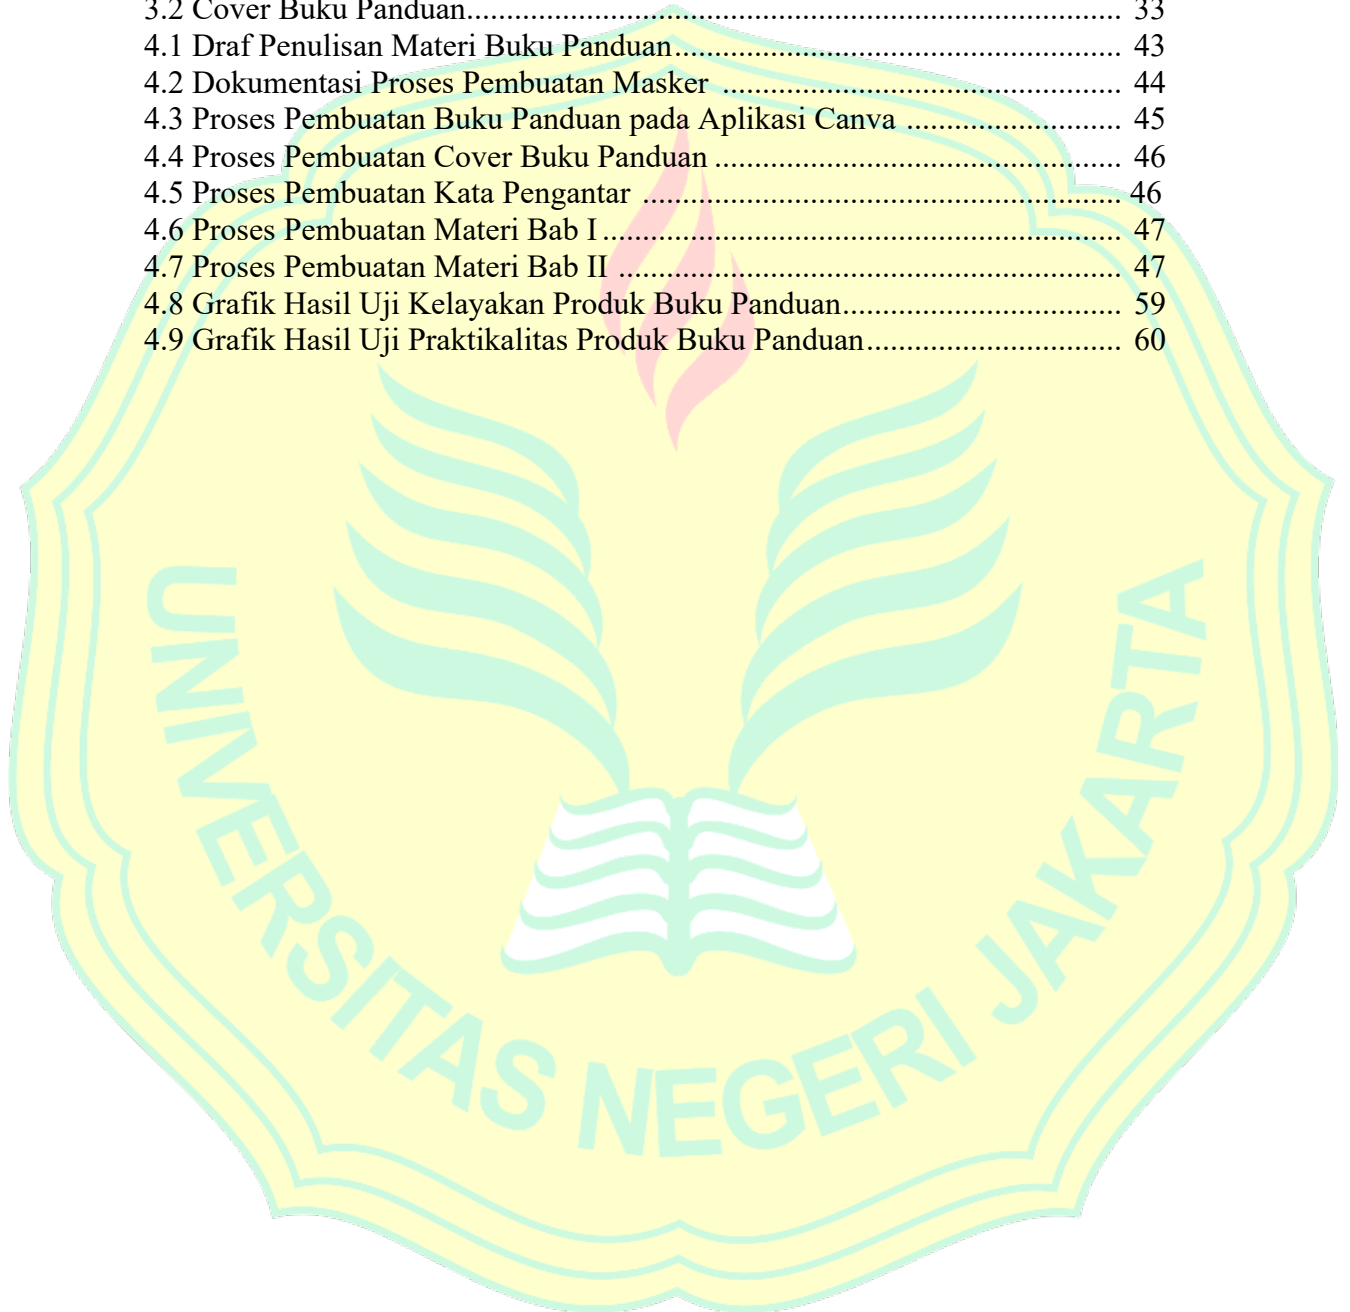 3.2 Cover Buku Panduan.......................................................................... 33
4.1 Draf Penulisan Materi Buku Panduan.................................................. 43
4.2 Dokumentasi Proses Pembuatan Masker ............................................. 44
4.3 Proses Pembuatan Buku Panduan pada Aplikasi Canva ........................ 45
4.4 Proses Pembuatan Cover Buku Panduan .............................................. 46
4.5 Proses Pembuatan Kata Pengantar ...................................................... 46
4.6 Proses Pembuatan Materi Bab I ........................................................... 47
4.7 Proses Pembuatan Materi Bab II ......................................................... 47
4.8 Grafik Hasil Uji Kelayakan Produk Buku Panduan............................... 59
4.9 Grafik Hasil Uji Praktikalitas Produk Buku Panduan............................. 60
UNIVERSITAS NEGERI JAKARTA